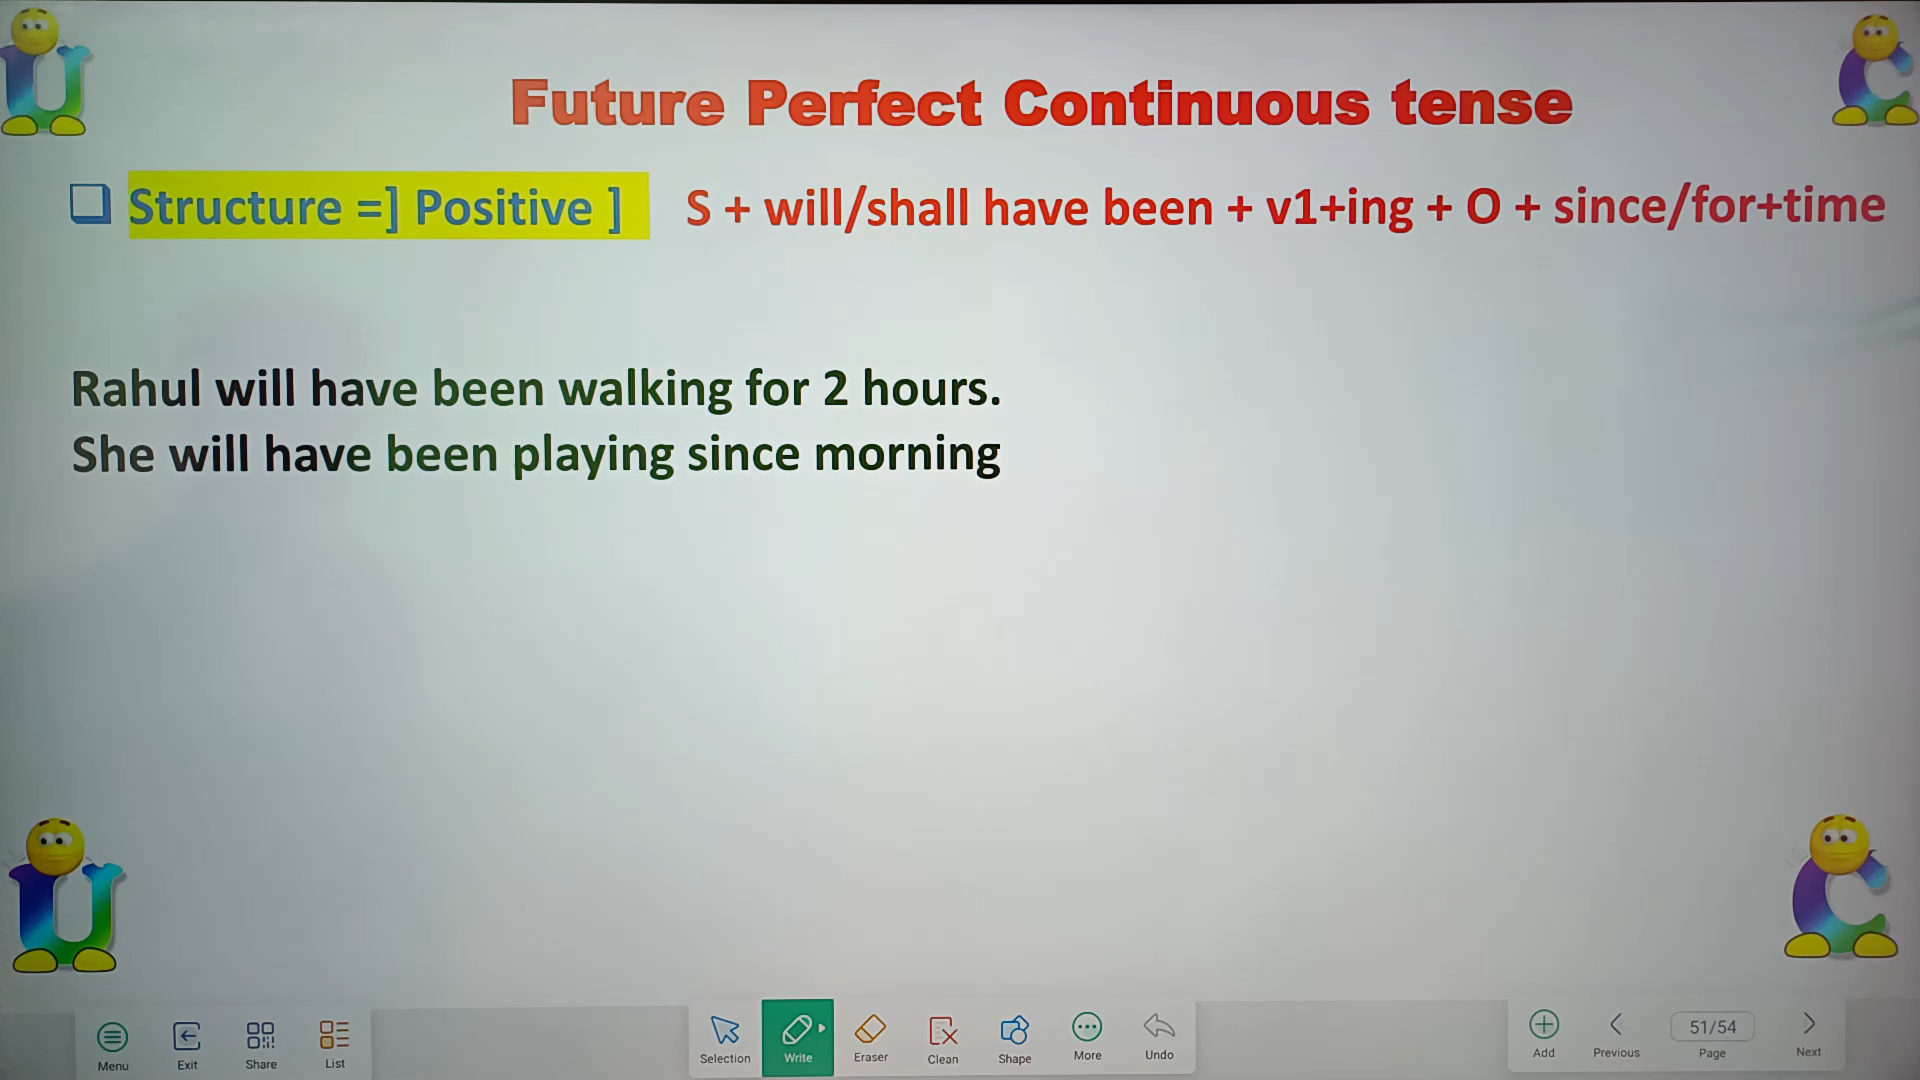 Future Perfect Continuous tense
Structure =] Positive ] S + will/shall have been + v1+ing + O + since/for+time
Rahul will have been walking for 2 hours.
She will have been playing since morning
Menu
Exit
Share
List
Selection
Write
Eraser
Clean
Shape
More
Undo
Add
Previous
51/54
Page
Next